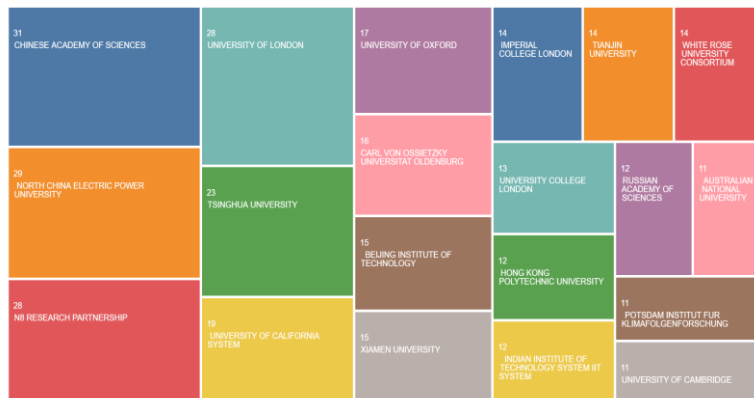 31
CHINESE ACADEMY OF SCIENCES
29
NORTH CHINA ELECTRIC POWER
UNIVERSITY
28
N8 RESEARCH PARTNERSHIP
28
UNIVERSITY OF LONDON
23
TSINGHUA UNIVERSITY
19
UNIVERSITY OF CALIFORNIA
SYSTEM
17
UNIVERSITY OF OXFORD
16
CARL VON OSSIETZKY
UNIVERSITAT OLDENBURG
15
BEIJING INSTITUTE OF
TECHNOLOGY
15
XIAMEN UNIVERSITY
14
IMPERIAL
COLLEGE LONDON
14
TIANJIN
UNIVERSITY
14
WHITE ROSE
UNIVERSITY
CONSORTIUM
13
UNIVERSITY COLLEGE
LONDON
12
HONG KONG
POLYTECHNIC UNIVERSITY
12
INDIAN INSTITUTE OF
TECHNOLOGY SYSTEM IIT
SYSTEM
12
RUSSIAN
ACADEMY OF
SCIENCES
11
AUSTRALIAN
NATIONAL
UNIVERSITY
11
POTSDAM INSTITUT FUR
KLIMAFOLGENFORSCHUNG
11
UNIVERSITY OF CAMBRIDGE